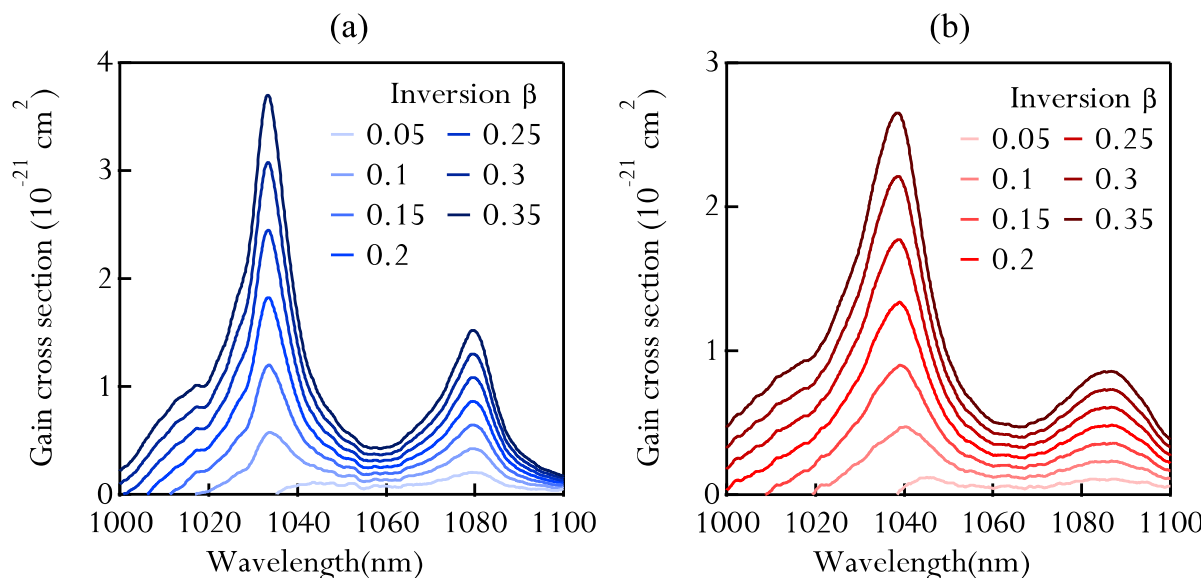 (a)
Gain cross section (10⁻²¹ cm²)
4
3
2
1
0
Inversion β
0.05 0.25
0.1 0.3
0.15 0.35
0.2
1000 1020 1040 1060 1080 1100
Wavelength(nm)
(b)
Gain cross section (10⁻²¹ cm²)
3
2
1
0
Inversion β
0.05 0.25
0.1 0.3
0.15 0.35
0.2
1000 1020 1040 1060 1080 1100
Wavelength(nm)